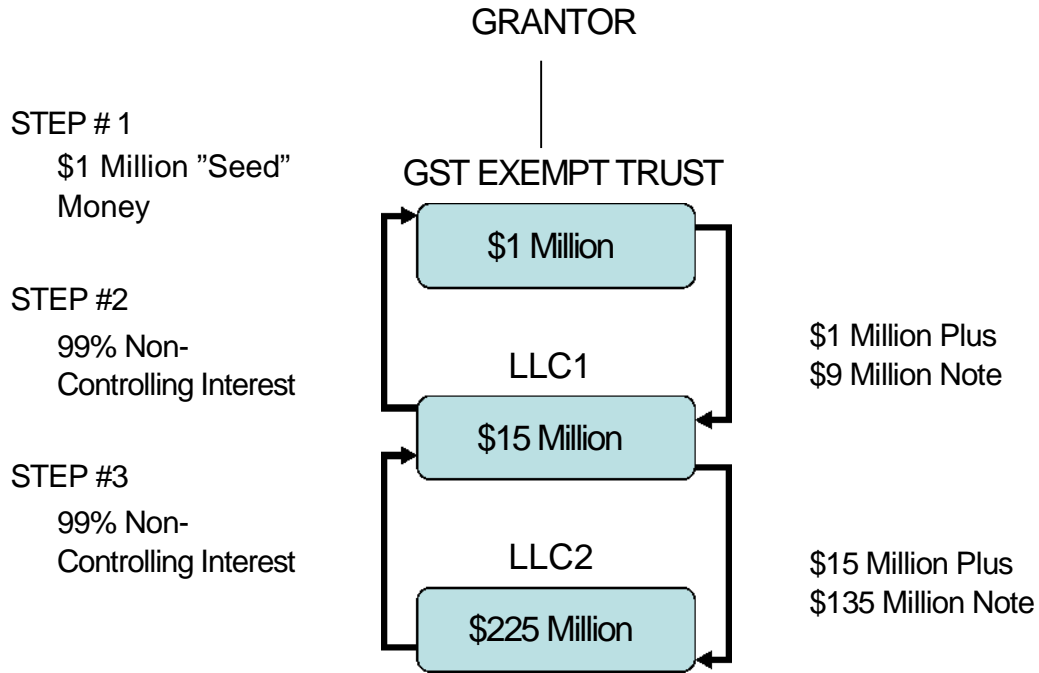 GRANTOR
STEP # 1
$1 Million ”Seed”
Money
GST EXEMPT TRUST
$1 Million
STEP #2
99% Non-
Controlling Interest
LLC1
$15 Million
$1 Million Plus
$9 Million Note
STEP #3
99% Non-
Controlling Interest
LLC2
$225 Million
$15 Million Plus
$135 Million Note